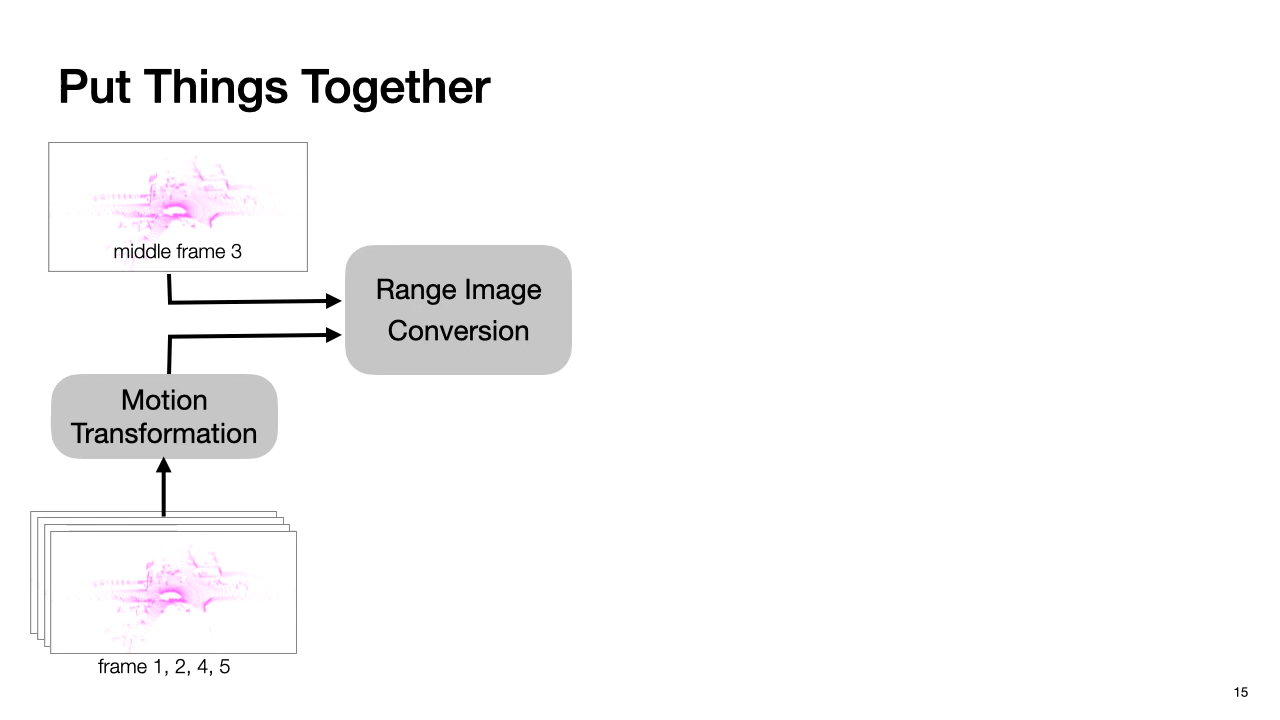 Put Things Together
middle frame 3
Range Image
Conversion
Motion
Transformation
frame 1, 2, 4, 5
15